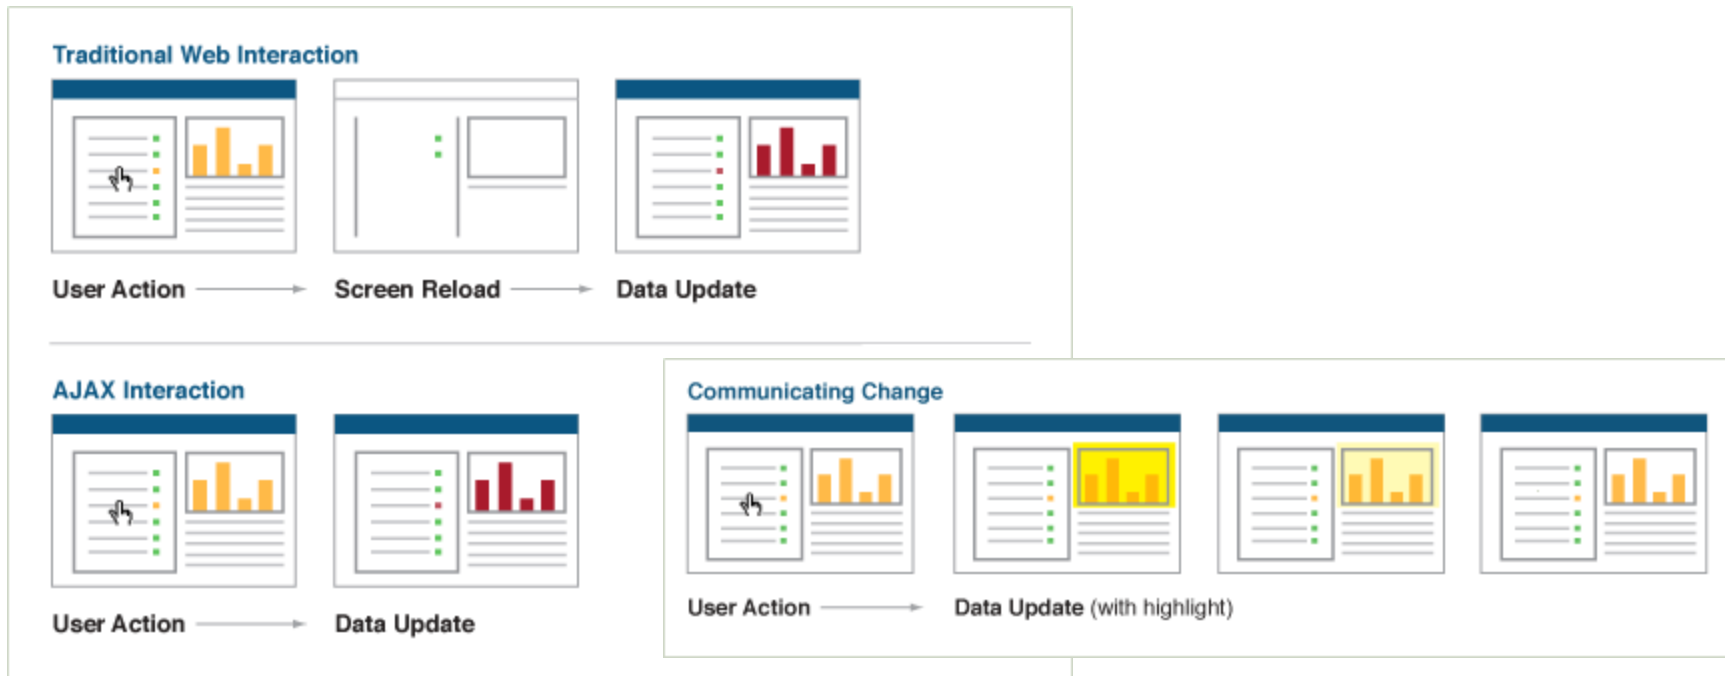 Traditional Web Interaction
User Action Screen Reload Data Update
AJAX Interaction
User Action Data Update
Communicating Change
User Action Data Update (with highlight)